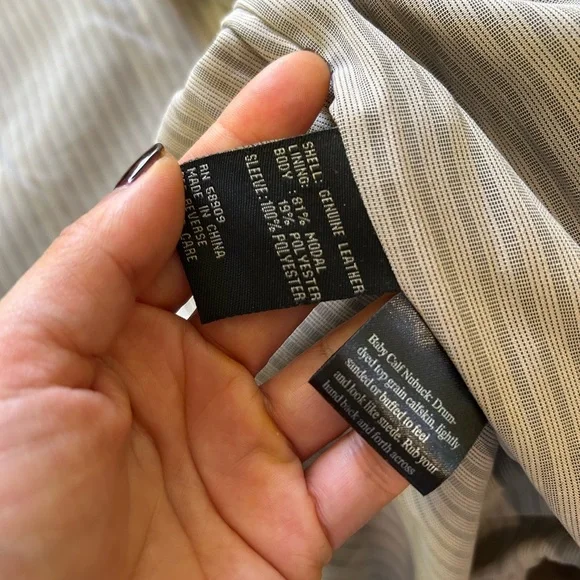 SHELL: GENUINE LEATHER
LINING:
BODY :81% MODAL
19% POLYESTER
SLEEVE:100% POLYESTER
RN 58909
MADE IN CHINA
REVERSE
CARE
Baby Calf Nubuck: Drum-
dyed top grain calfskin, lightly
sanded or buffed to feel
and look like suede. Rub your
hand back and forth across